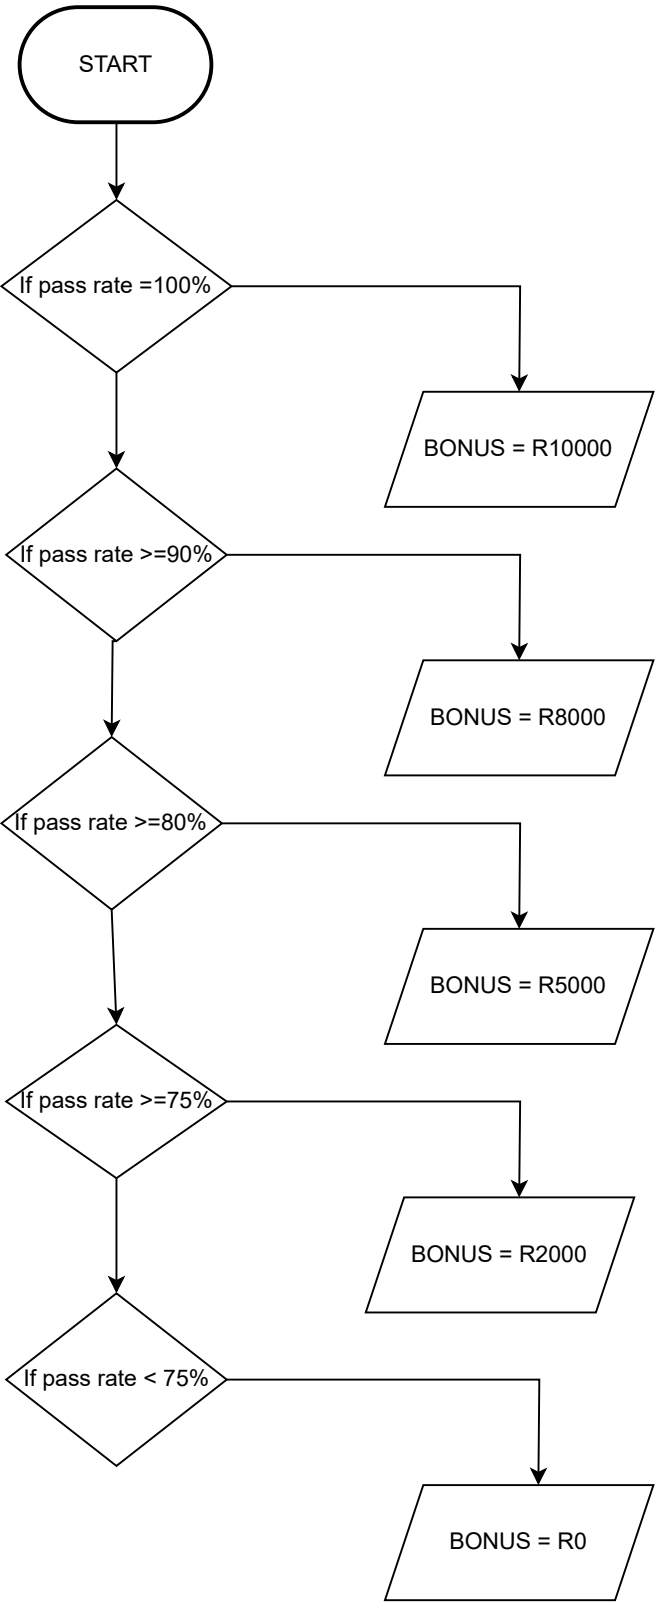 START
If pass rate =100%
BONUS = R10000
If pass rate >=90%
BONUS = R8000
If pass rate >=80%
BONUS = R5000
If pass rate >=75%
BONUS = R2000
If pass rate < 75%
BONUS = R0